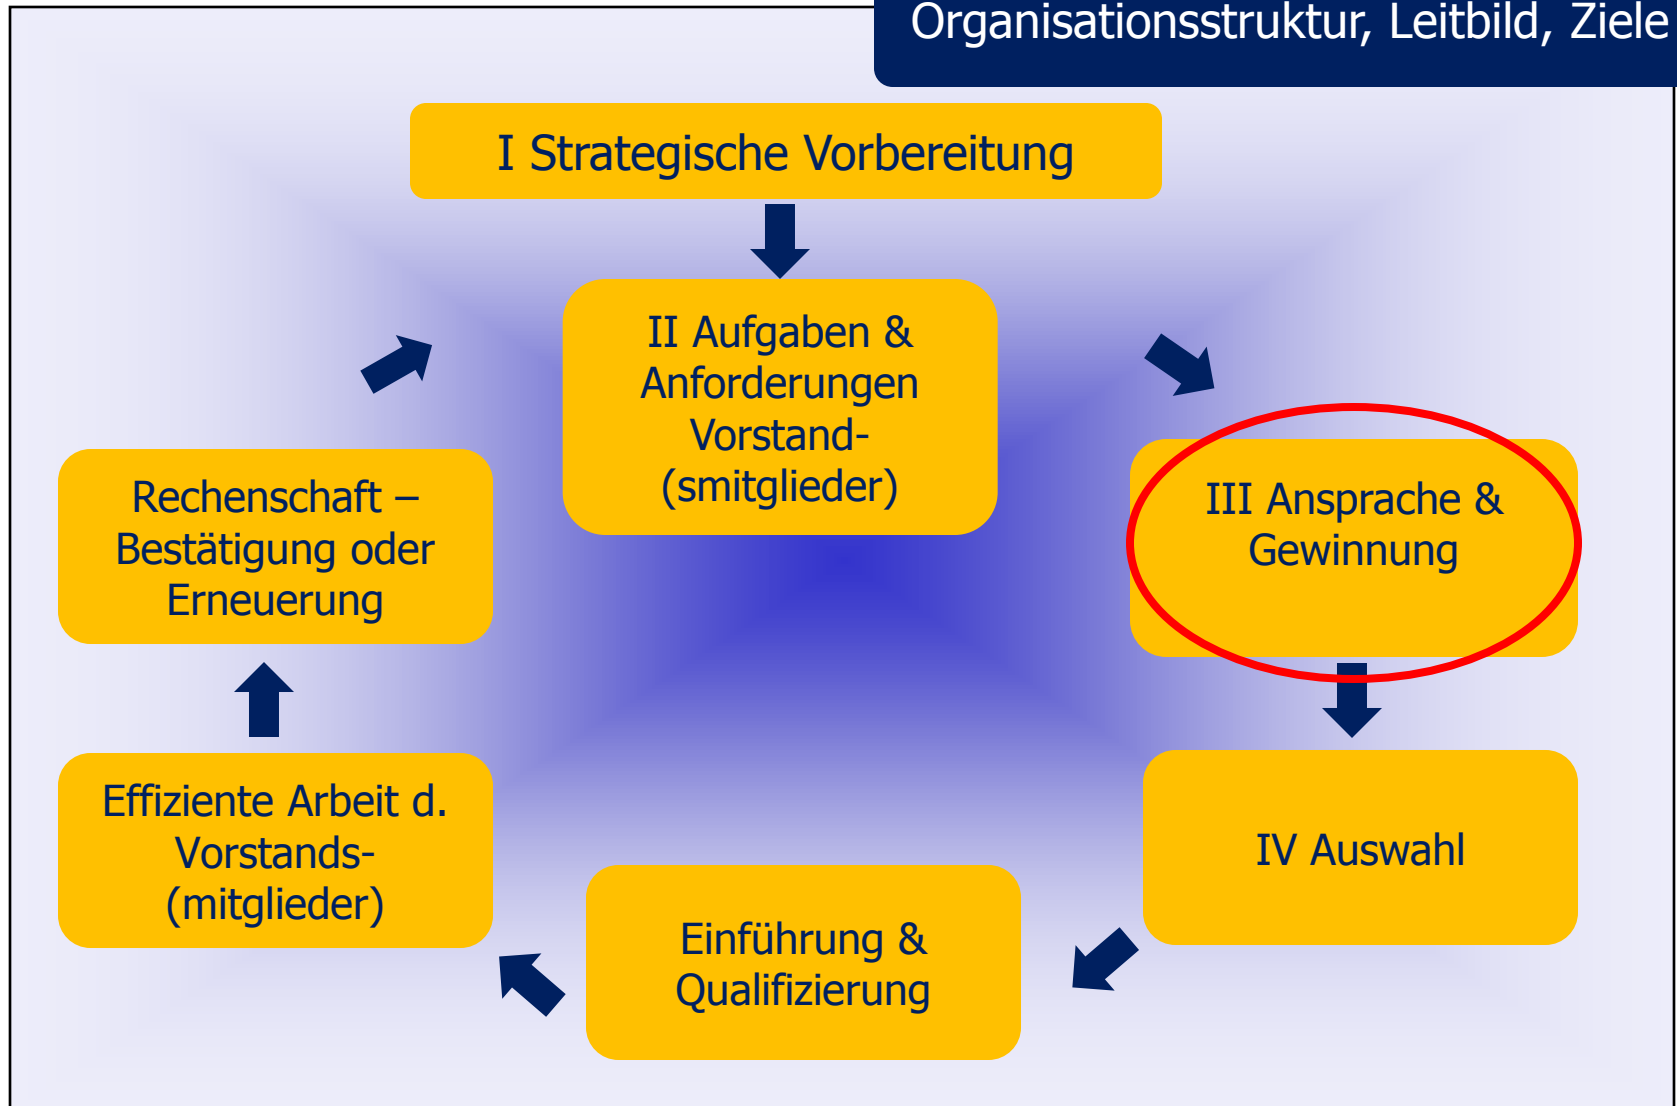 Organisationsstruktur, Leitbild, Ziele
I Strategische Vorbereitung
II Aufgaben &
Anforderungen
Vorstand-
(smitglieder)
III Ansprache &
Gewinnung
IV Auswahl
Einführung &
Qualifizierung
Effiziente Arbeit d.
Vorstands-
(mitglieder)
Rechenschaft –
Bestätigung oder
Erneuerung